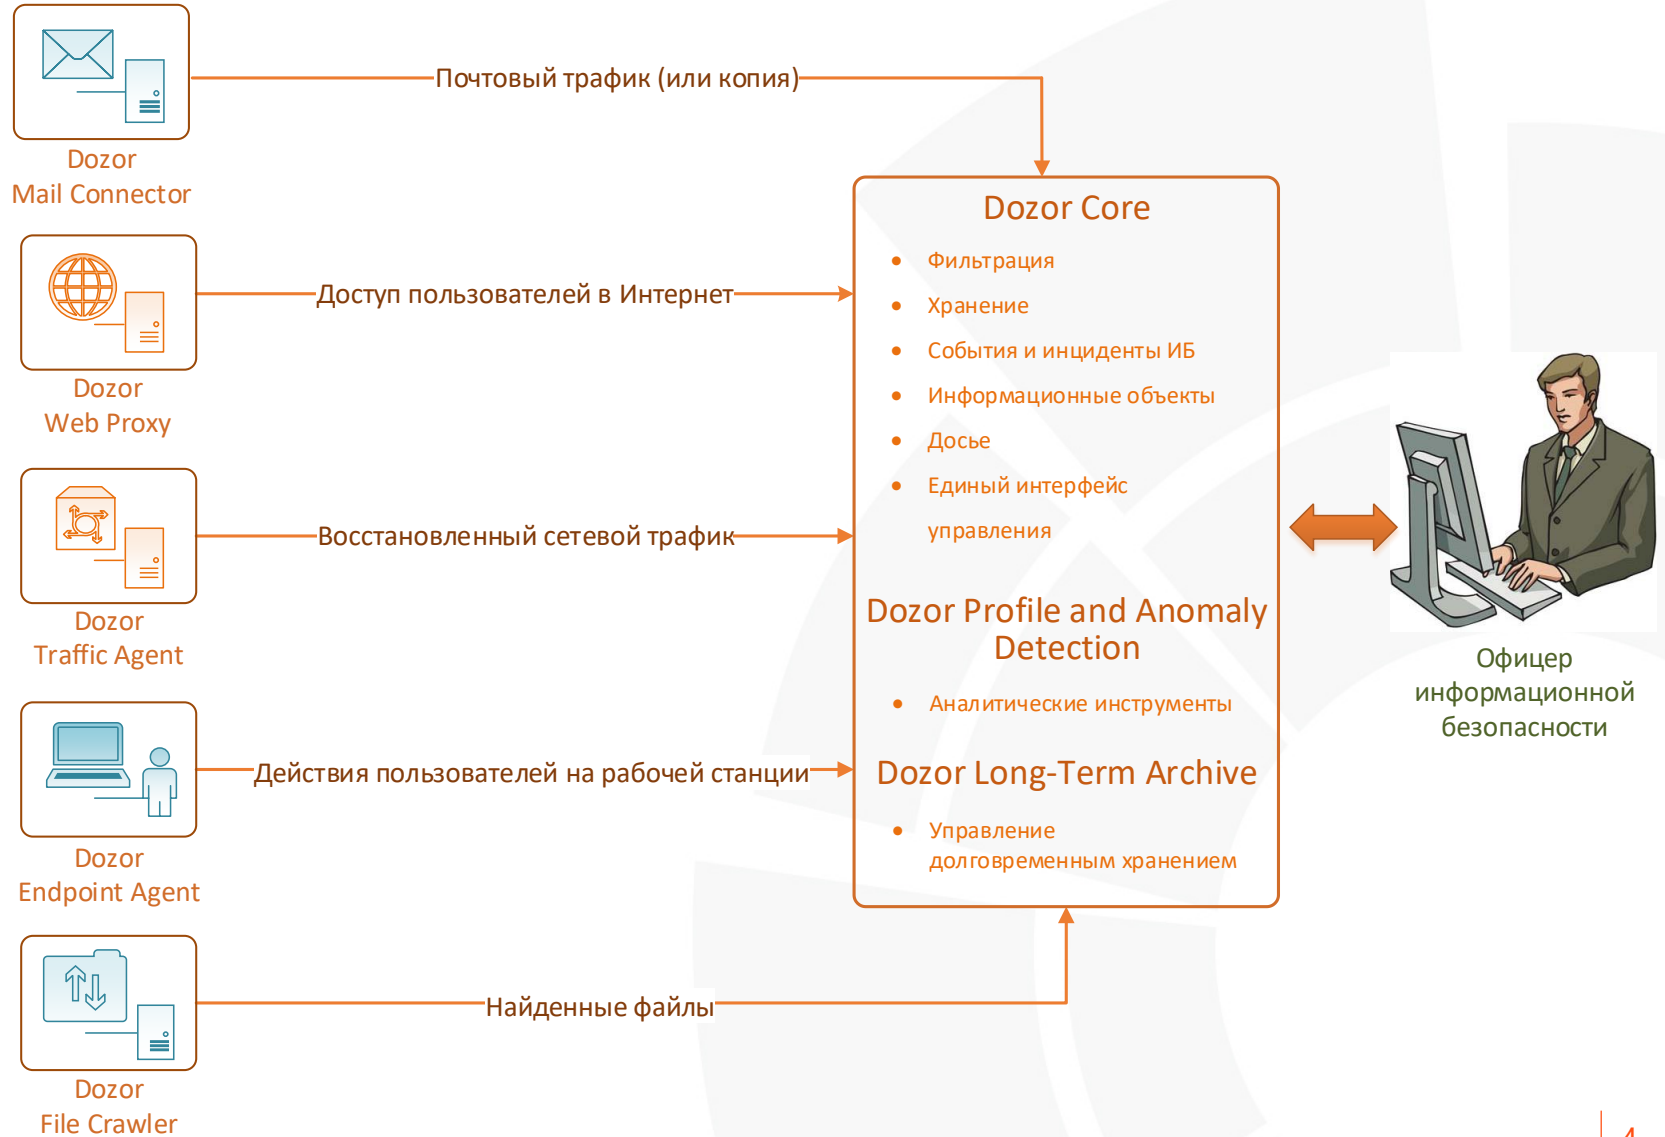 Почтовый трафик (или копия)
Dozor
Mail Connector
Доступ пользователей в Интернет
Dozor
Web Proxy
Восстановленный сетевой трафик
Dozor
Traffic Agent
Действия пользователей на рабочей станции
Dozor
Endpoint Agent
Найденные файлы
Dozor
File Crawler
Dozor Core
Фильтрация
Хранение
События и инциденты ИБ
Информационные объекты
Досье
Единый интерфейс
управления
Dozor Profile and Anomaly
Detection
Аналитические инструменты
Dozor Long-Term Archive
Управление
долговременным хранением
Офицер
информационной
безопасности